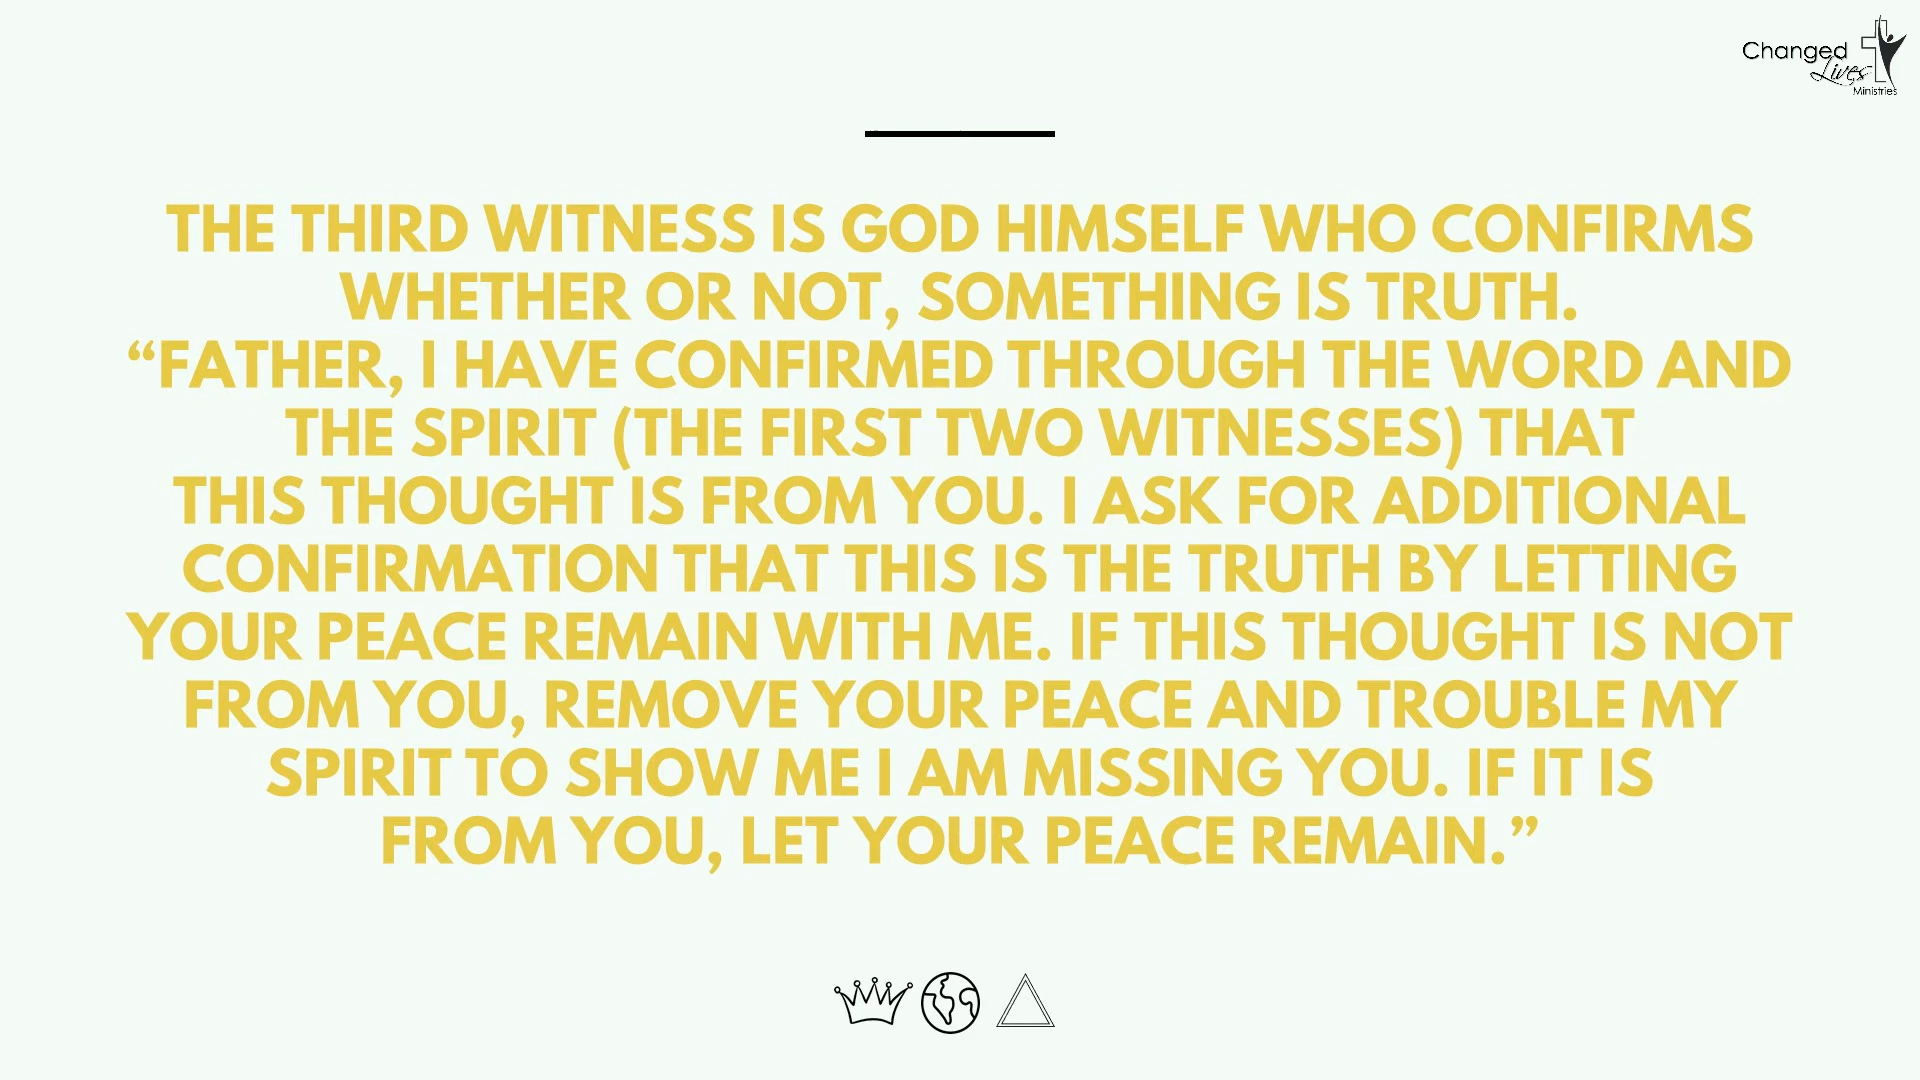 Changed
Lives
Ministries
THE THIRD WITNESS IS GOD HIMSELF WHO CONFIRMS
WHETHER OR NOT, SOMETHING IS TRUTH.
“FATHER, I HAVE CONFIRMED THROUGH THE WORD AND
THE SPIRIT (THE FIRST TWO WITNESSES) THAT
THIS THOUGHT IS FROM YOU. I ASK FOR ADDITIONAL
CONFIRMATION THAT THIS IS THE TRUTH BY LETTING
YOUR PEACE REMAIN WITH ME. IF THIS THOUGHT IS NOT
FROM YOU, REMOVE YOUR PEACE AND TROUBLE MY
SPIRIT TO SHOW ME I AM MISSING YOU. IF IT IS
FROM YOU, LET YOUR PEACE REMAIN.”